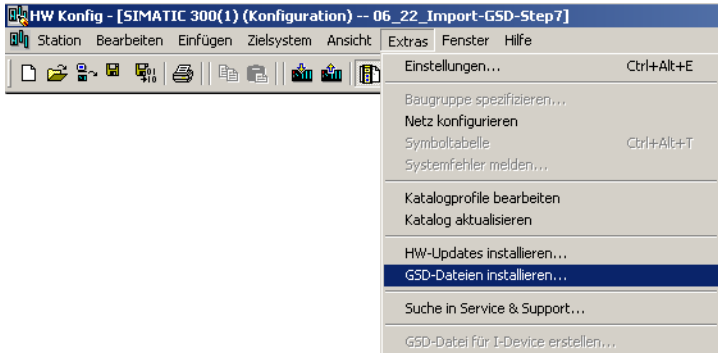 HW Konfig - [SIMATIC 300(1) (Konfiguration) -- 06_22_Import-GSD-Step7]
Station Bearbeiten Einfügen Zielsystem Ansicht Extras Fenster Hilfe
Einstellungen... Ctrl+Alt+E
Baugruppe spezifizieren...
Netz konfigurieren
Symboltabelle Ctrl+Alt+T
Systemfehler melden...
Katalogprofile bearbeiten
Katalog aktualisieren
HW-Updates installieren...
GSD-Dateien installieren...
Suche in Service & Support...
GSD-Datei für I-Device erstellen...